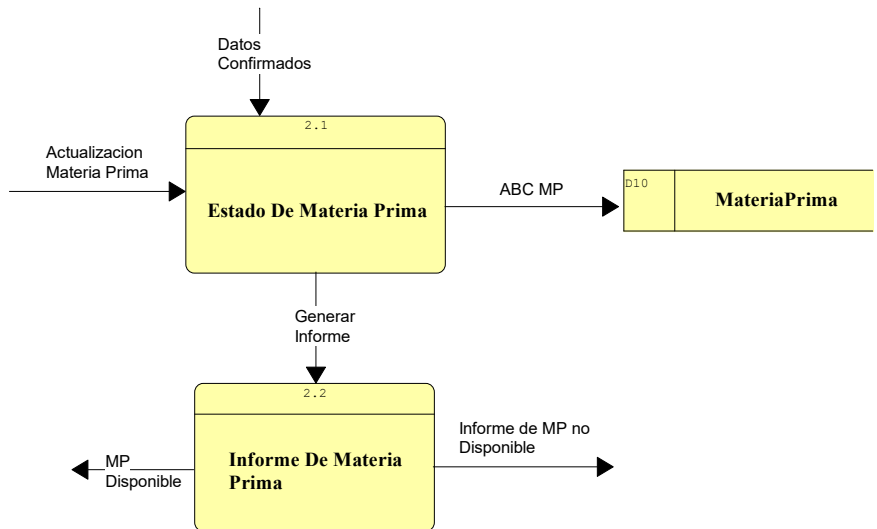 Datos
Confirmados
2.1
Actualizacion
Materia Prima
Estado De Materia Prima
ABC MP
D10
MateriaPrima
Generar
Informe
2.2
Informe de MP no
Disponible
MP
Disponible
Informe De Materia
Prima